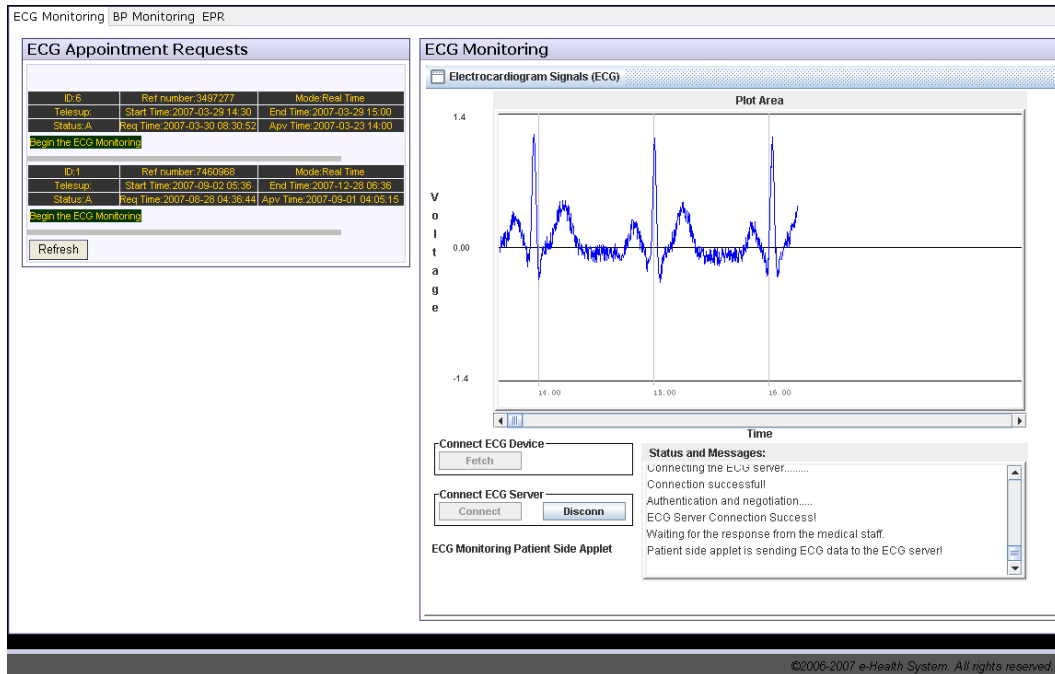 ECG Monitoring BP Monitoring EPR
ECG Appointment Requests
ID:6 Ref number:3497277 Mode:Real Time
Telesup: Start Time:2007-03-29 14:30 End Time:2007-03-29 15:00
Status:A Req Time:2007-03-30 08:30:52 Apv Time:2007-03-23 14:00
Begin the ECG Monitoring
ID:1 Ref number:7460968 Mode:Real Time
Telesup: Start Time:2007-09-02 05:36 End Time:2007-12-28 06:36
Status:A Req Time:2007-08-28 04:36:44 Apv Time:2007-09-01 04:05:15
Begin the ECG Monitoring
Refresh
ECG Monitoring
Electrocardiogram Signals (ECG)
Plot Area
1.4
Voltage
0.00
-1.4
14.00 15.00 16.00
Time
Connect ECG Device
Fetch
Connect ECG Server
Connect Disconn
ECG Monitoring Patient Side Applet
Status and Messages:
Connecting the ECG server.........
Connection successful!
Authentication and negotiation.....
ECG Server Connection Success!
Waiting for the response from the medical staff.
Patient side applet is sending ECG data to the ECG server!
©2006-2007 e-Health System. All rights reserved.